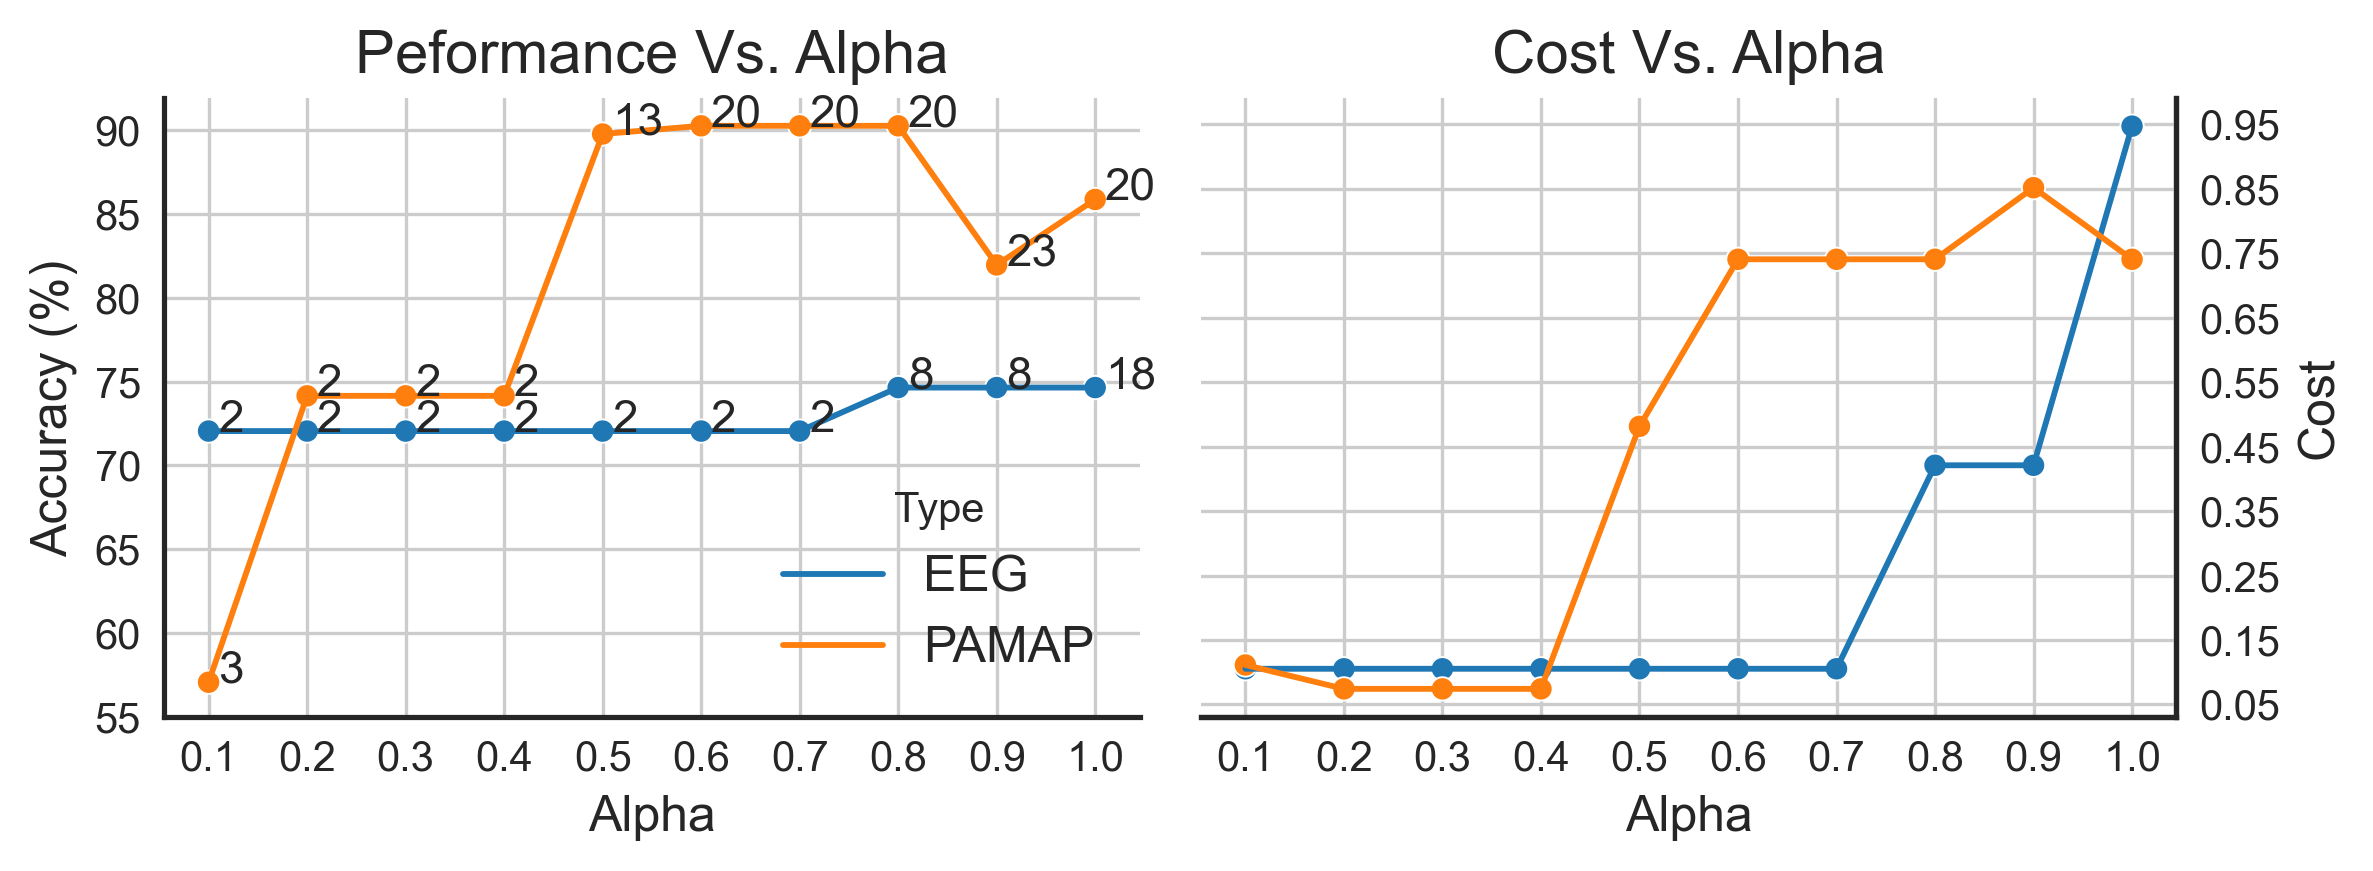 Peformance Vs. Alpha
Accuracy (%)
90
85
80
75
70
65
60
55
3
2 2 2
13 20 20 20
23
20
2 2 2 2 2 2 2
8 8 18
Type
EEG
PAMAP
0.1 0.2 0.3 0.4 0.5 0.6 0.7 0.8 0.9 1.0
Alpha
Cost Vs. Alpha
0.95
0.85
0.75
0.65
0.55
0.45
0.35
0.25
0.15
0.05
Cost
0.1 0.2 0.3 0.4 0.5 0.6 0.7 0.8 0.9 1.0
Alpha